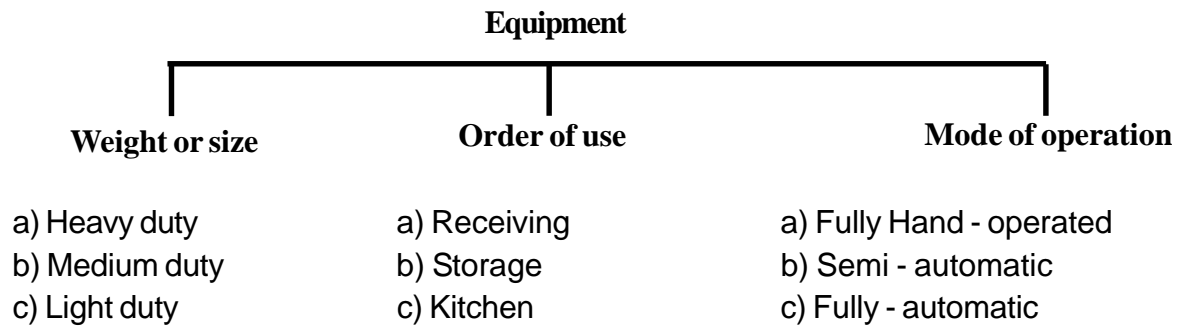 Equipment
Weight or size
Order of use
Mode of operation
a) Heavy duty
b) Medium duty
c) Light duty
a) Receiving
b) Storage
c) Kitchen
a) Fully Hand - operated
b) Semi - automatic
c) Fully - automatic